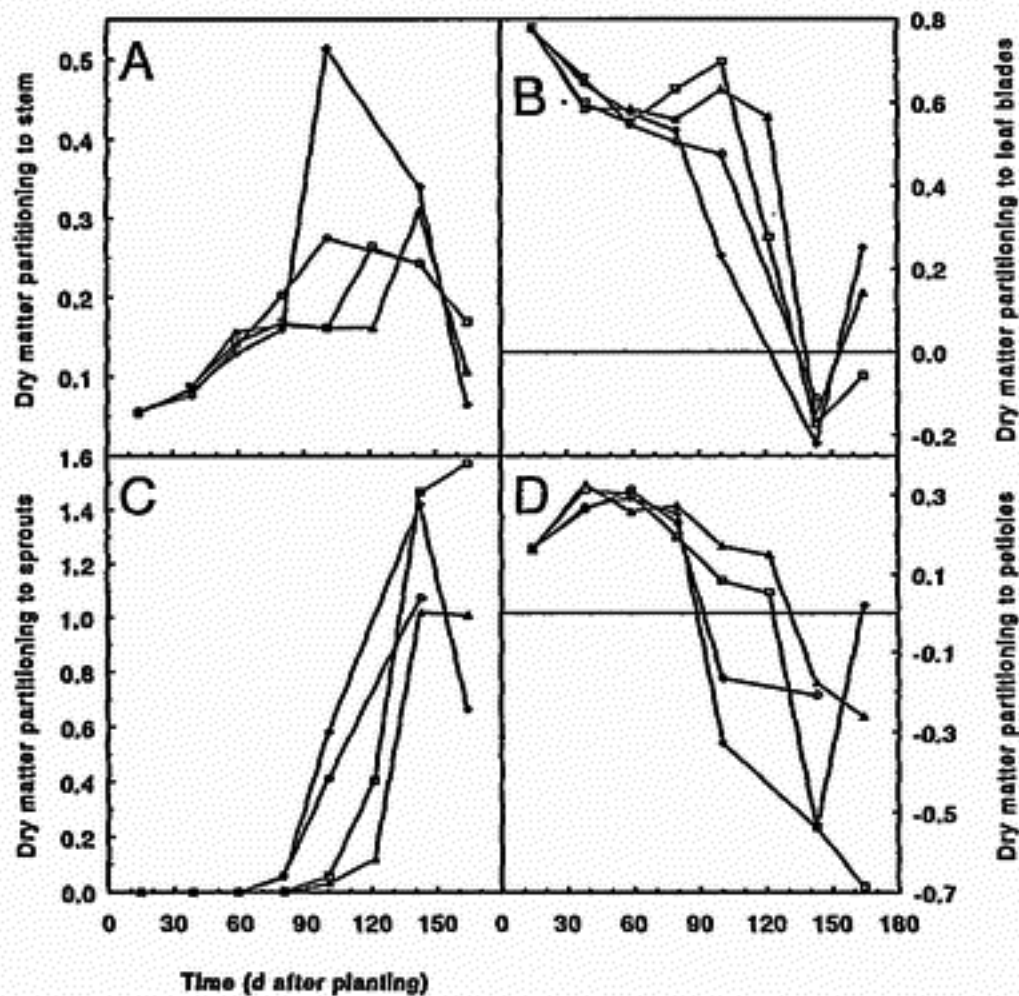 A
B
C
D
Dry matter partitioning to stem
0.5
0.4
0.3
0.2
0.1
Dry matter partitioning to leaf blades
0.8
0.6
0.4
0.2
0.0
-0.2
Dry matter partitioning to sprouts
1.6
1.4
1.2
1.0
0.8
0.6
0.4
0.2
0.0
Dry matter partitioning to petioles
0.3
0.1
-0.1
-0.3
-0.5
-0.7
0 30 60 90 120 150 0 30 60 90 120 150 180
Time (d after planting)